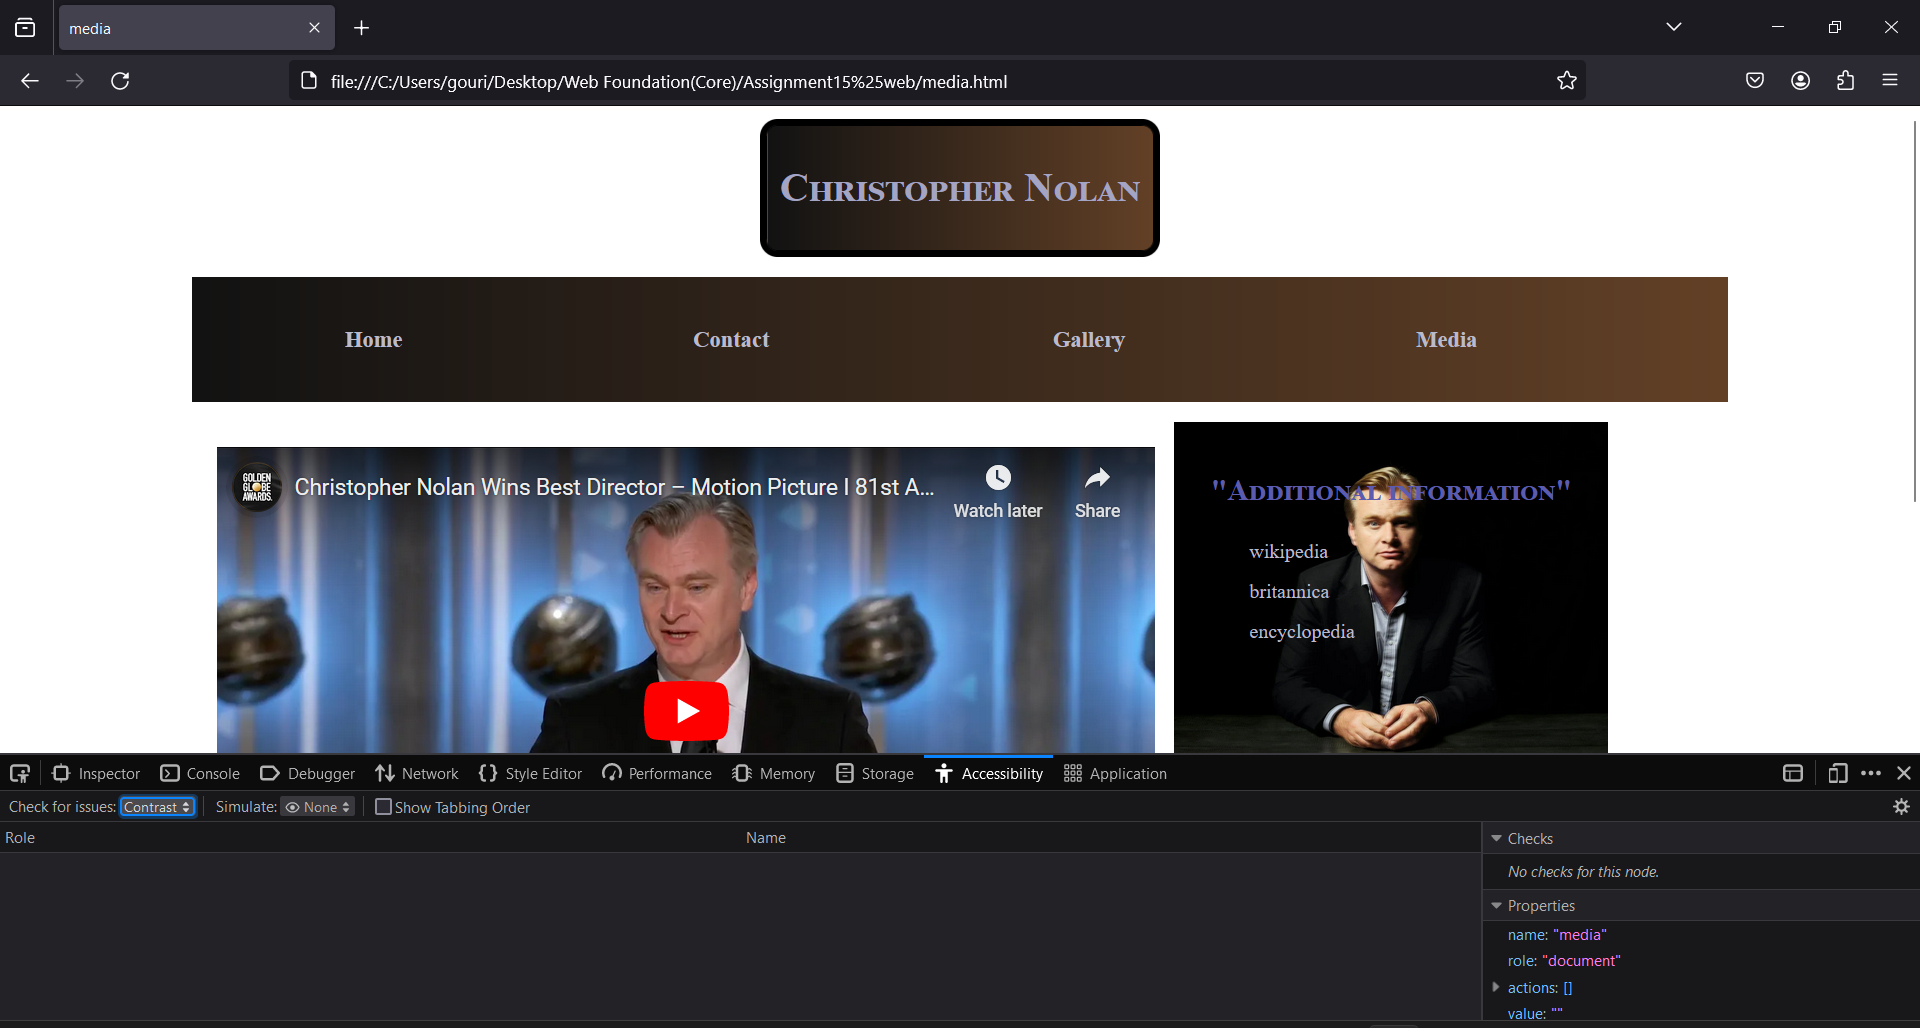 media
file:///C:/Users/gouri/Desktop/Web Foundation(Core)/Assignment15%25web/media.html
Christopher Nolan
Home Contact Gallery Media
GOLDEN GLOBE AWARDS.
Christopher Nolan Wins Best Director – Motion Picture I 81st A...
Watch later
Share
"Additional information"
wikipedia
britannica
encyclopedia
Inspector Console Debugger Network Style Editor Performance Memory Storage Accessibility Application
Check for issues: Contrast Simulate: None Show Tabbing Order
Role Name
Checks
No checks for this node.
Properties
name: "media"
role: "document"
actions: []
value: ""